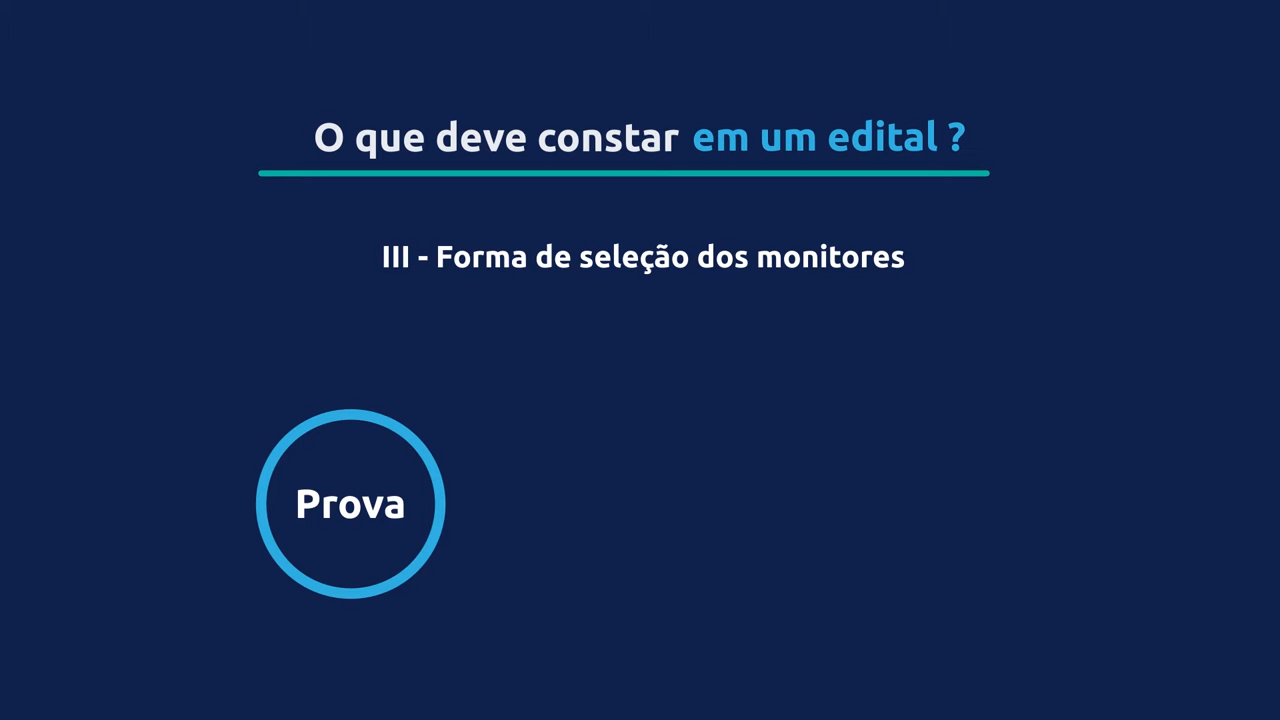 O que deve constar em um edital ?
III - Forma de seleção dos monitores
Prova